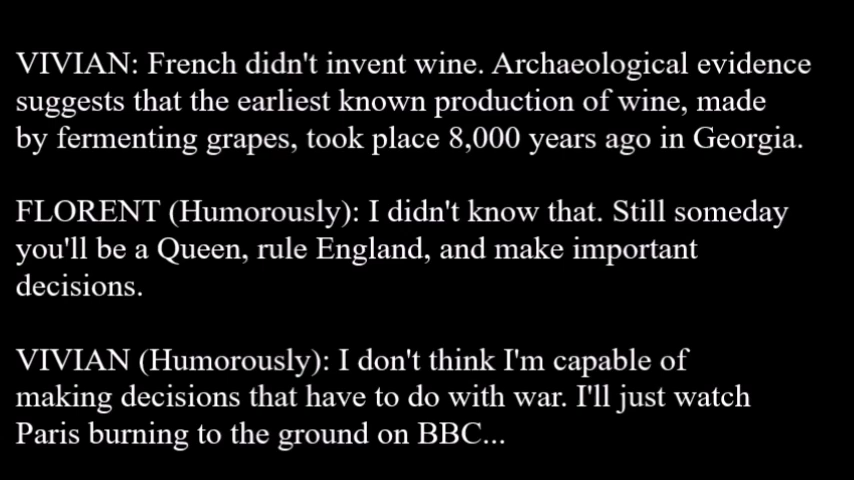 VIVIAN: French didn't invent wine. Archaeological evidence
suggests that the earliest known production of wine, made
by fermenting grapes, took place 8,000 years ago in Georgia.
FLORENT (Humorously): I didn't know that. Still someday
you'll be a Queen, rule England, and make important
decisions.
VIVIAN (Humorously): I don't think I'm capable of
making decisions that have to do with war. I'll just watch
Paris burning to the ground on BBC...